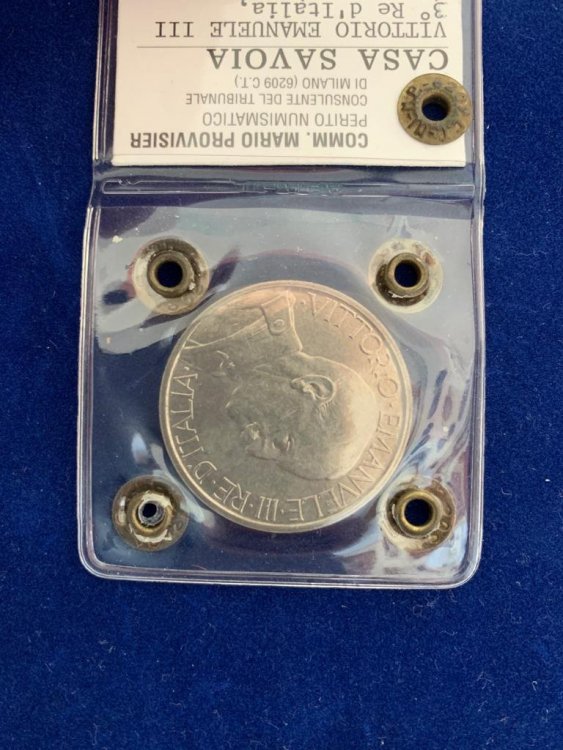 COMM. MARIO PROVVISIER
PERITO NUMISMATICO
CONSULENTE DEL TRIBUNALE
DI MILANO (6209 C.T.)
CASA SAVOIA
VITTORIO EMANUELE III
3° Re d'Italia,
·VITTORIO·EMANVELE·III·RE·D'ITALIA·